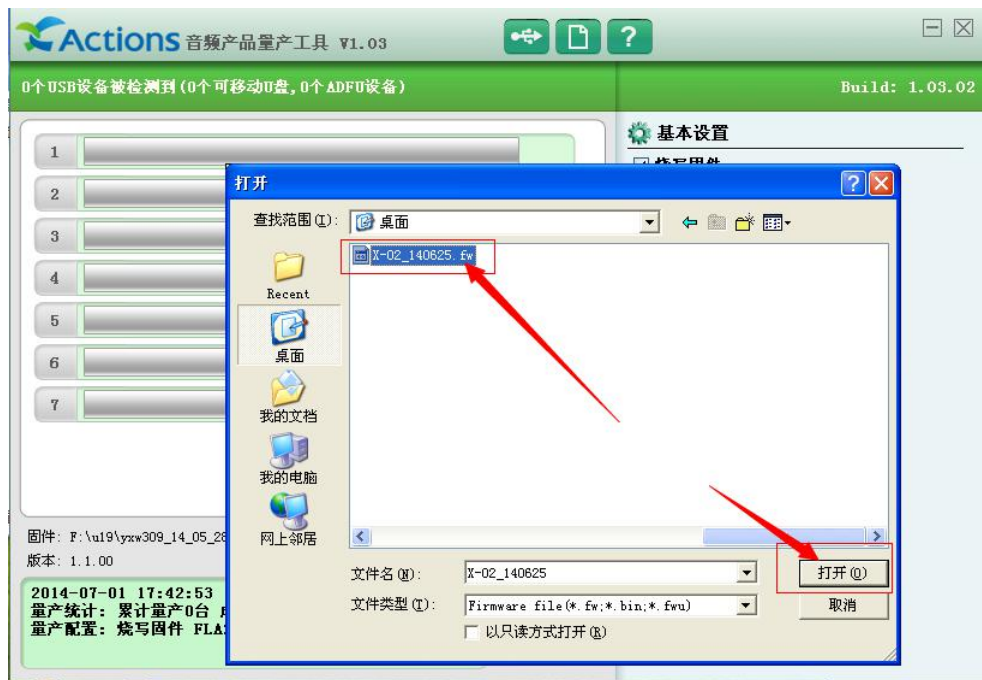 Actions 音频产品量产工具 V1.03
0个USB设备被检测到(0个可移动U盘,0个ADFU设备)
Build: 1.03.02
基本设置
烧写固件
1
2
3
4
5
6
7
打开
查找范围(I):
桌面
X-02_140625.fw
Recent
桌面
我的文档
我的电脑
网上邻居
文件名(N):
X-02_140625
打开(O)
文件类型(T):
Firmware file(*.fw;*.bin;*.fwu)
取消
以只读方式打开(R)
固件: F:\u19\yxw309_14_05_28
版本: 1.1.00
2014-07-01 17:42:53
量产统计: 累计量产0台
量产配置: 烧写固件